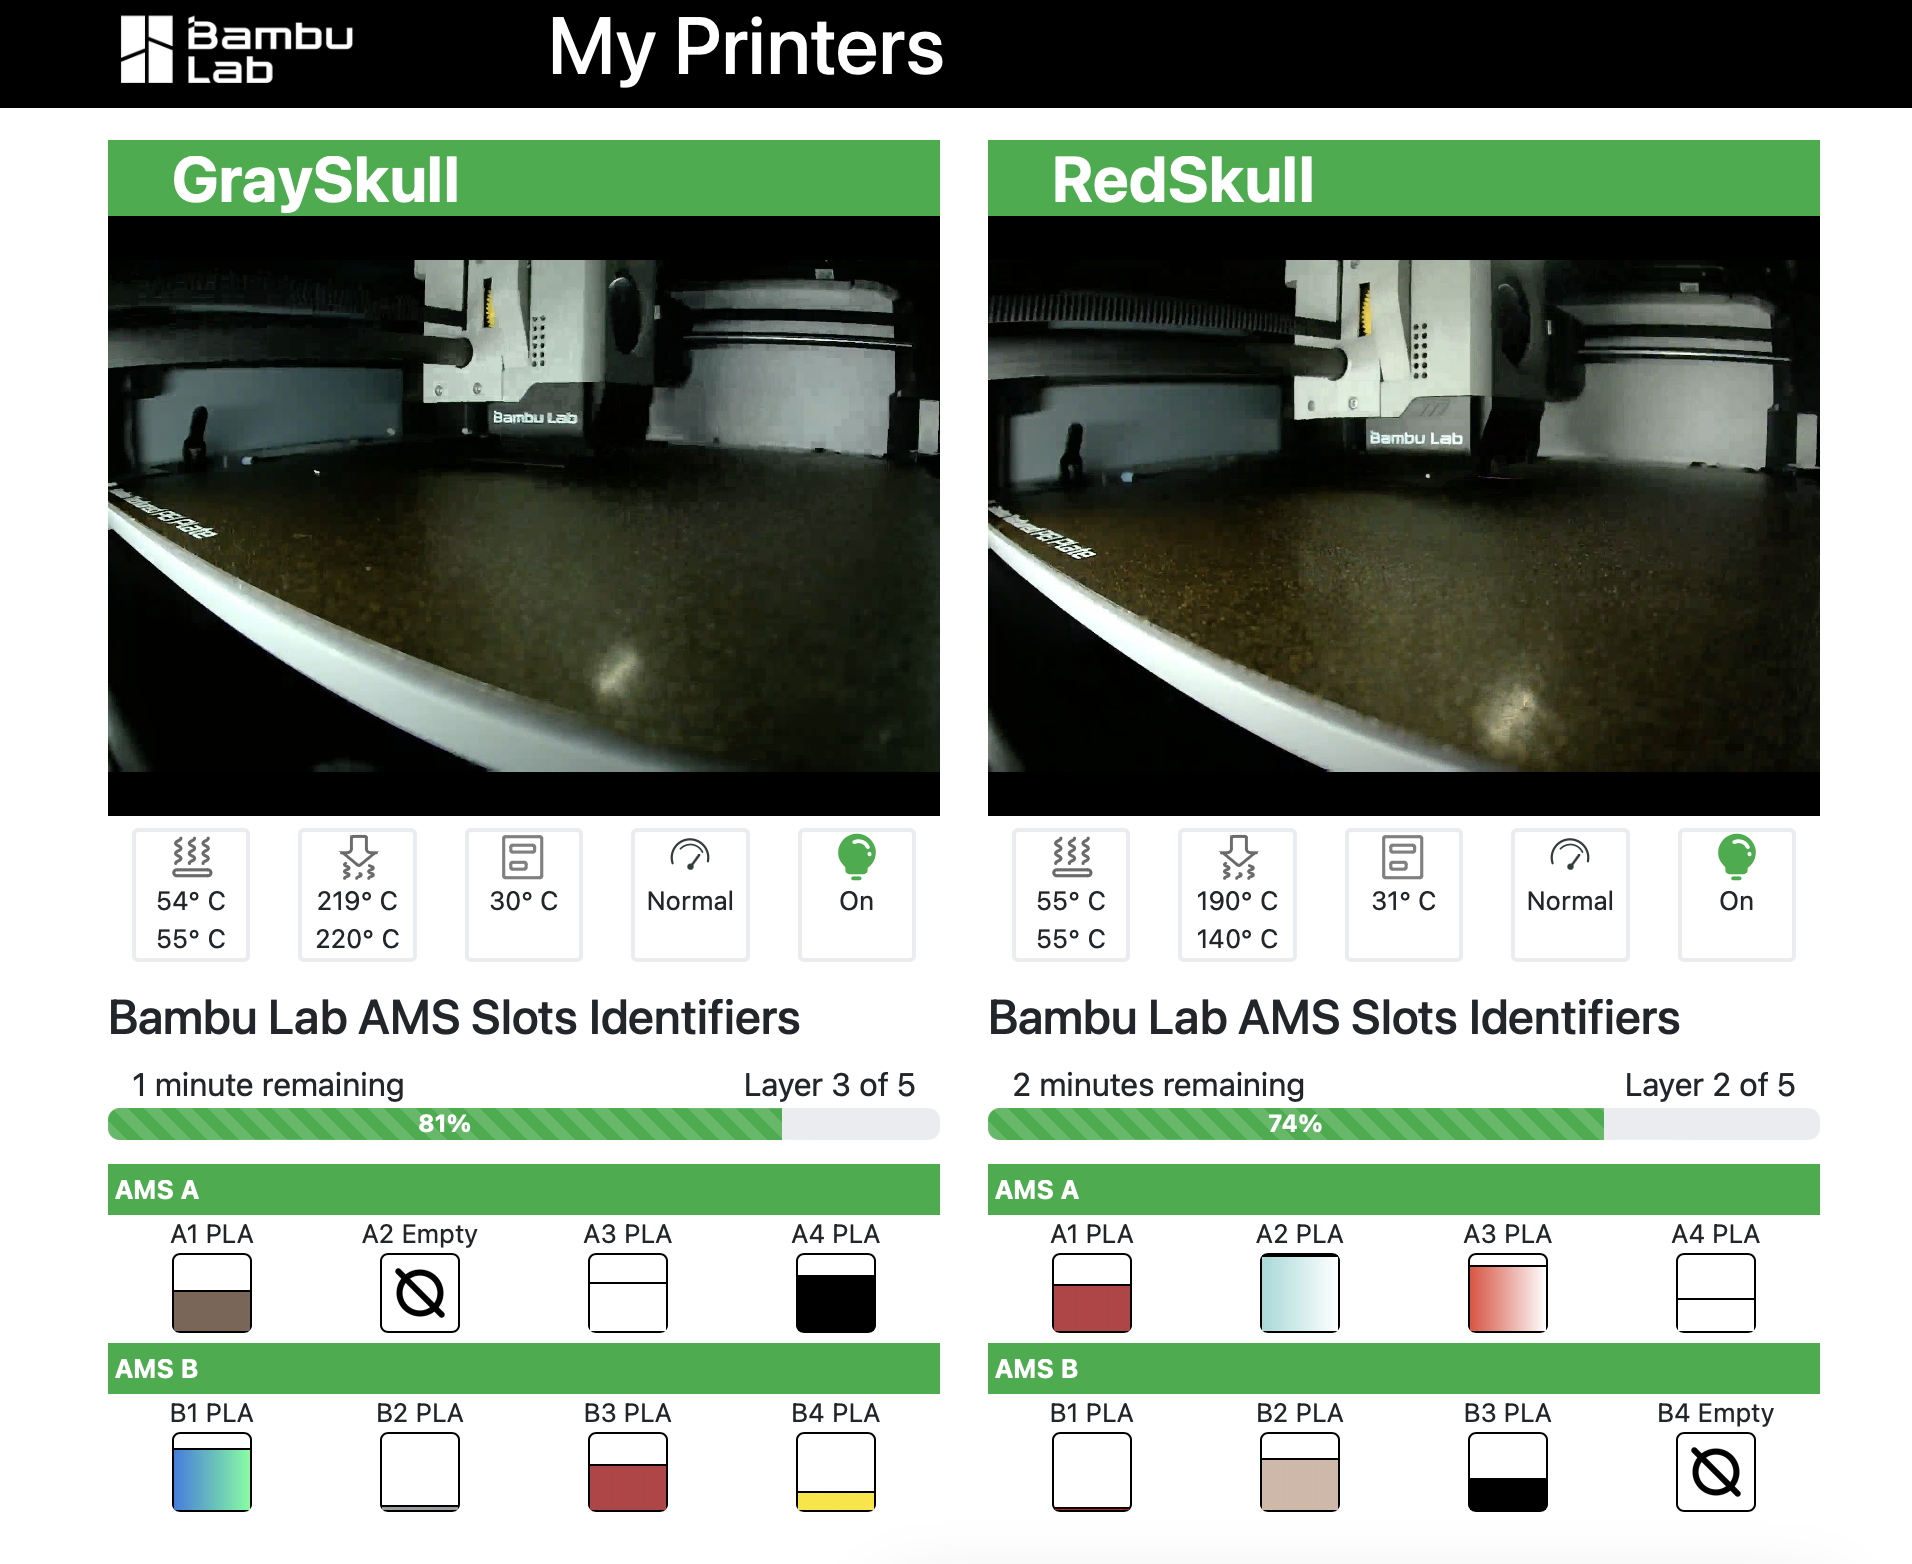 Bambu
Lab
My Printers
GraySkull
Bambu Lab
PEI Plate
54° C
55° C
219° C
220° C
30° C
Normal
On
Bambu Lab AMS Slots Identifiers
1 minute remaining
Layer 3 of 5
81%
AMS A
A1 PLA
A2 Empty
A3 PLA
A4 PLA
AMS B
B1 PLA
B2 PLA
B3 PLA
B4 PLA
RedSkull
Bambu Lab
PEI Plate
55° C
55° C
190° C
140° C
31° C
Normal
On
Bambu Lab AMS Slots Identifiers
2 minutes remaining
Layer 2 of 5
74%
AMS A
A1 PLA
A2 PLA
A3 PLA
A4 PLA
AMS B
B1 PLA
B2 PLA
B3 PLA
B4 Empty